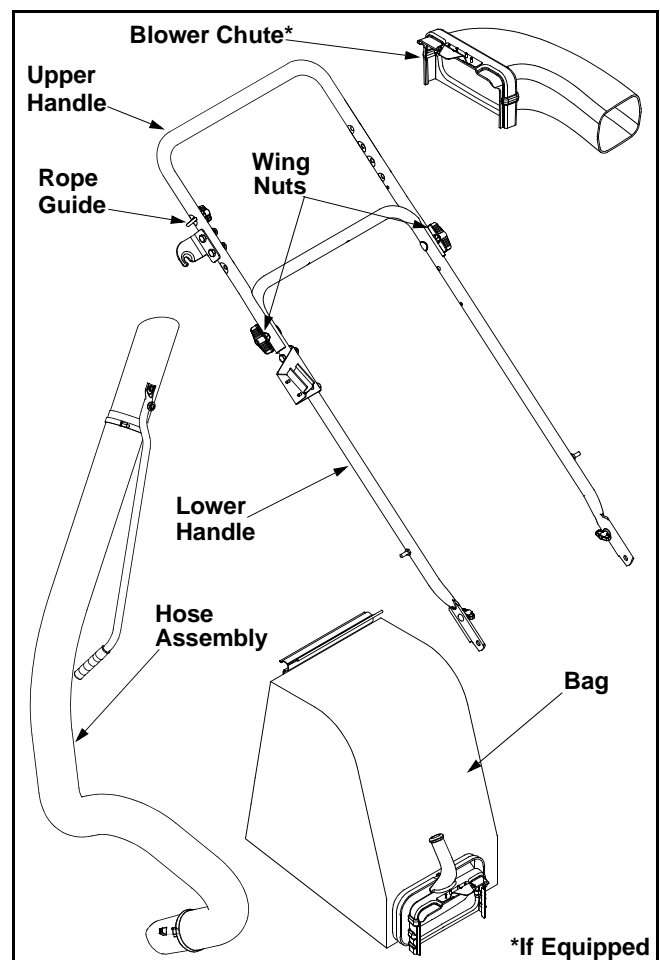 Blower Chute*
Upper
Handle
Wing
Nuts
Rope
Guide
Lower
Handle
Hose
Assembly
Bag
*If Equipped